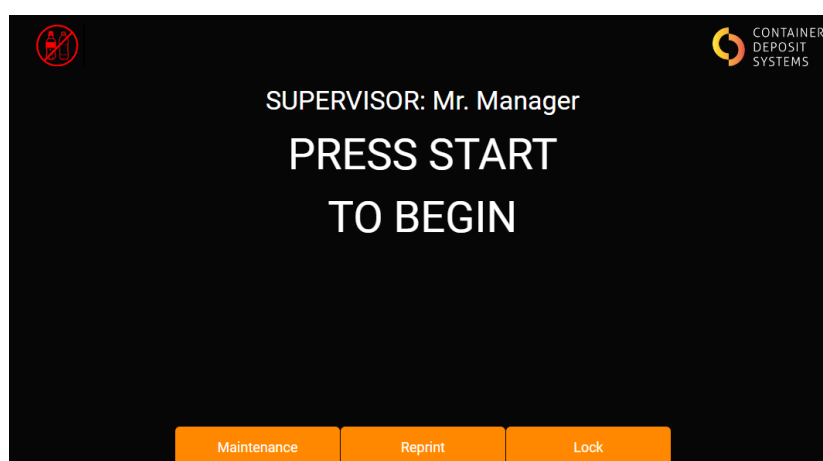 CONTAINER
DEPOSIT
SYSTEMS
SUPERVISOR: Mr. Manager
PRESS START
TO BEGIN
Maintenance
Reprint
Lock